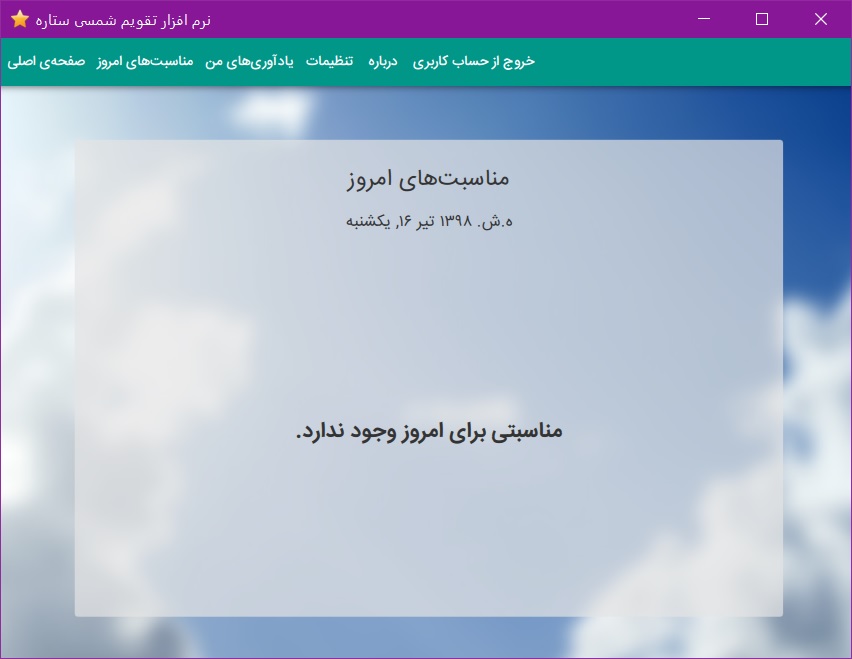 نرم افزار تقویم شمسی ستاره
صفحه‌ی اصلی مناسبت‌های امروز یادآوری‌های من تنظیمات درباره خروج از حساب کاربری
مناسبت‌های امروز
ه.ش. ۱۳۹۸ تیر ۱۶, یکشنبه
مناسبتی برای امروز وجود ندارد.